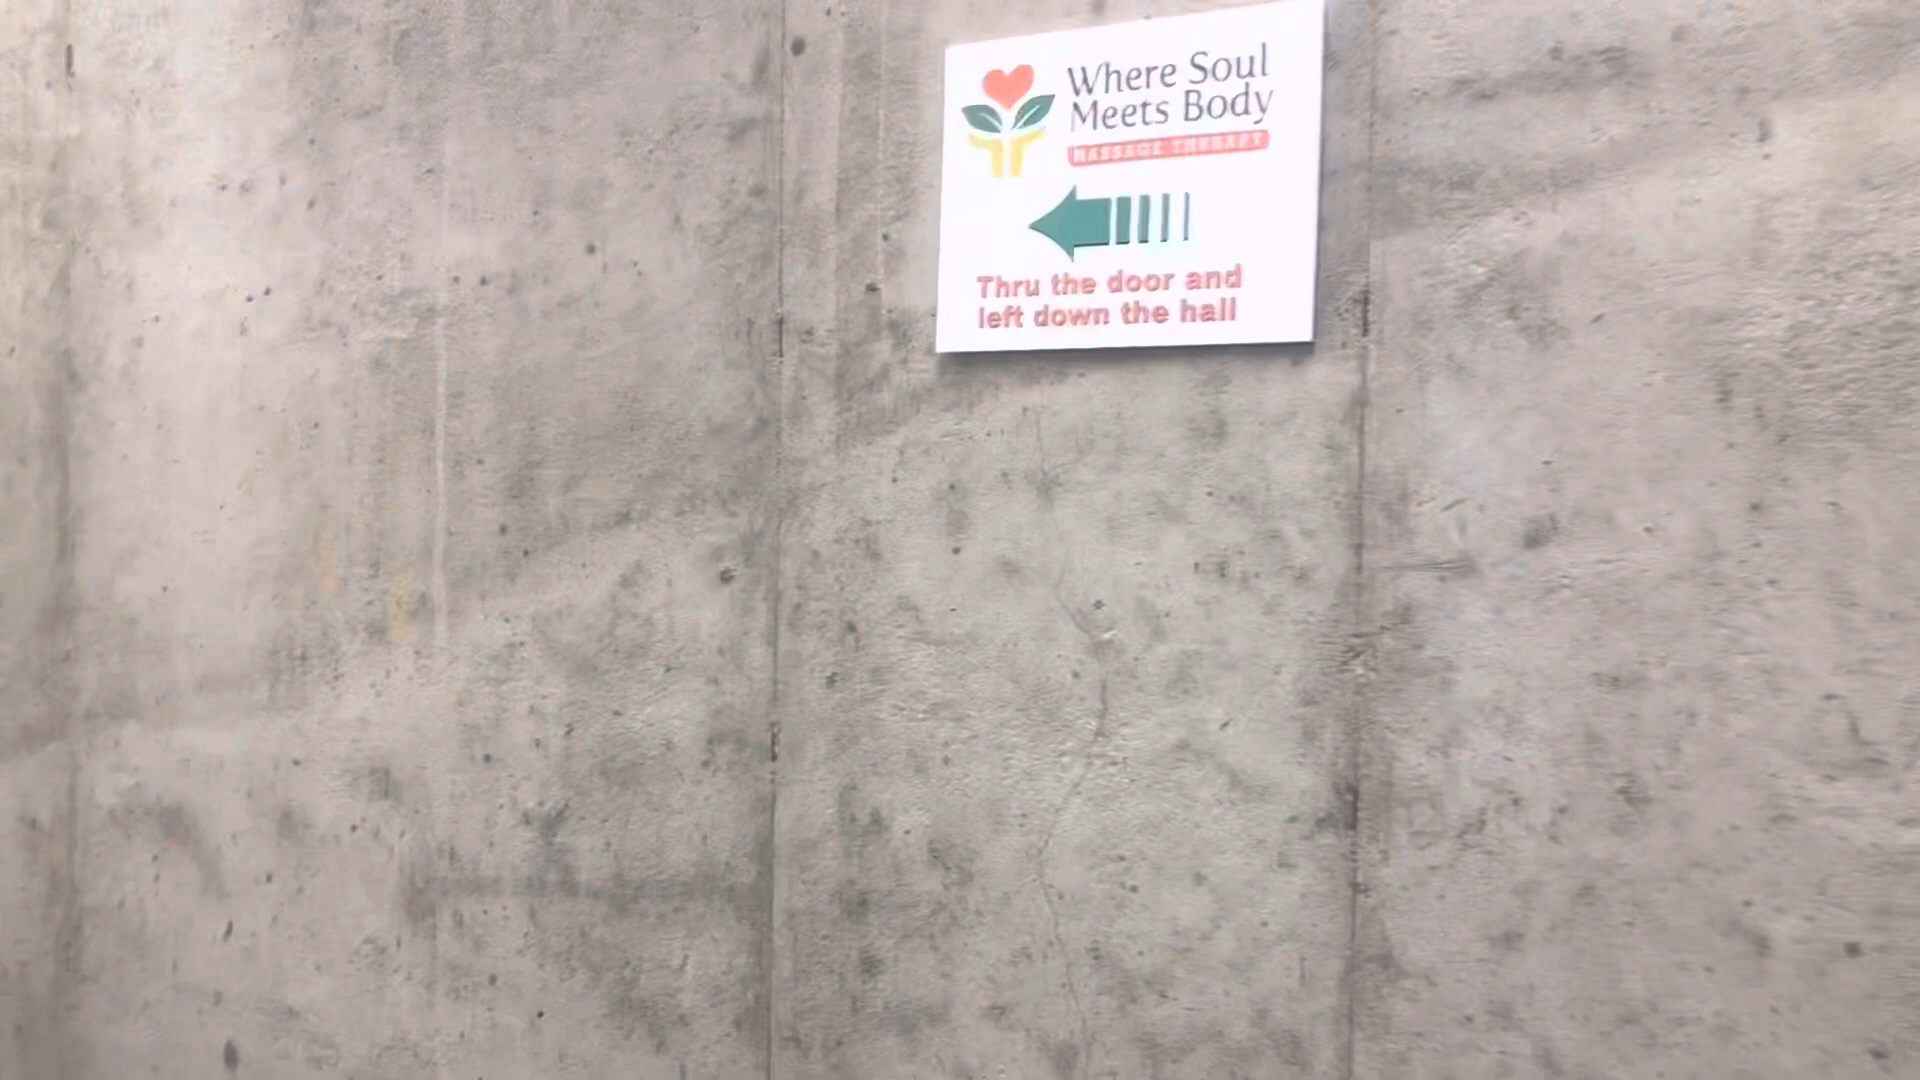 Where Soul
Meets Body
MASSAGE THERAPY
Thru the door and
left down the hall